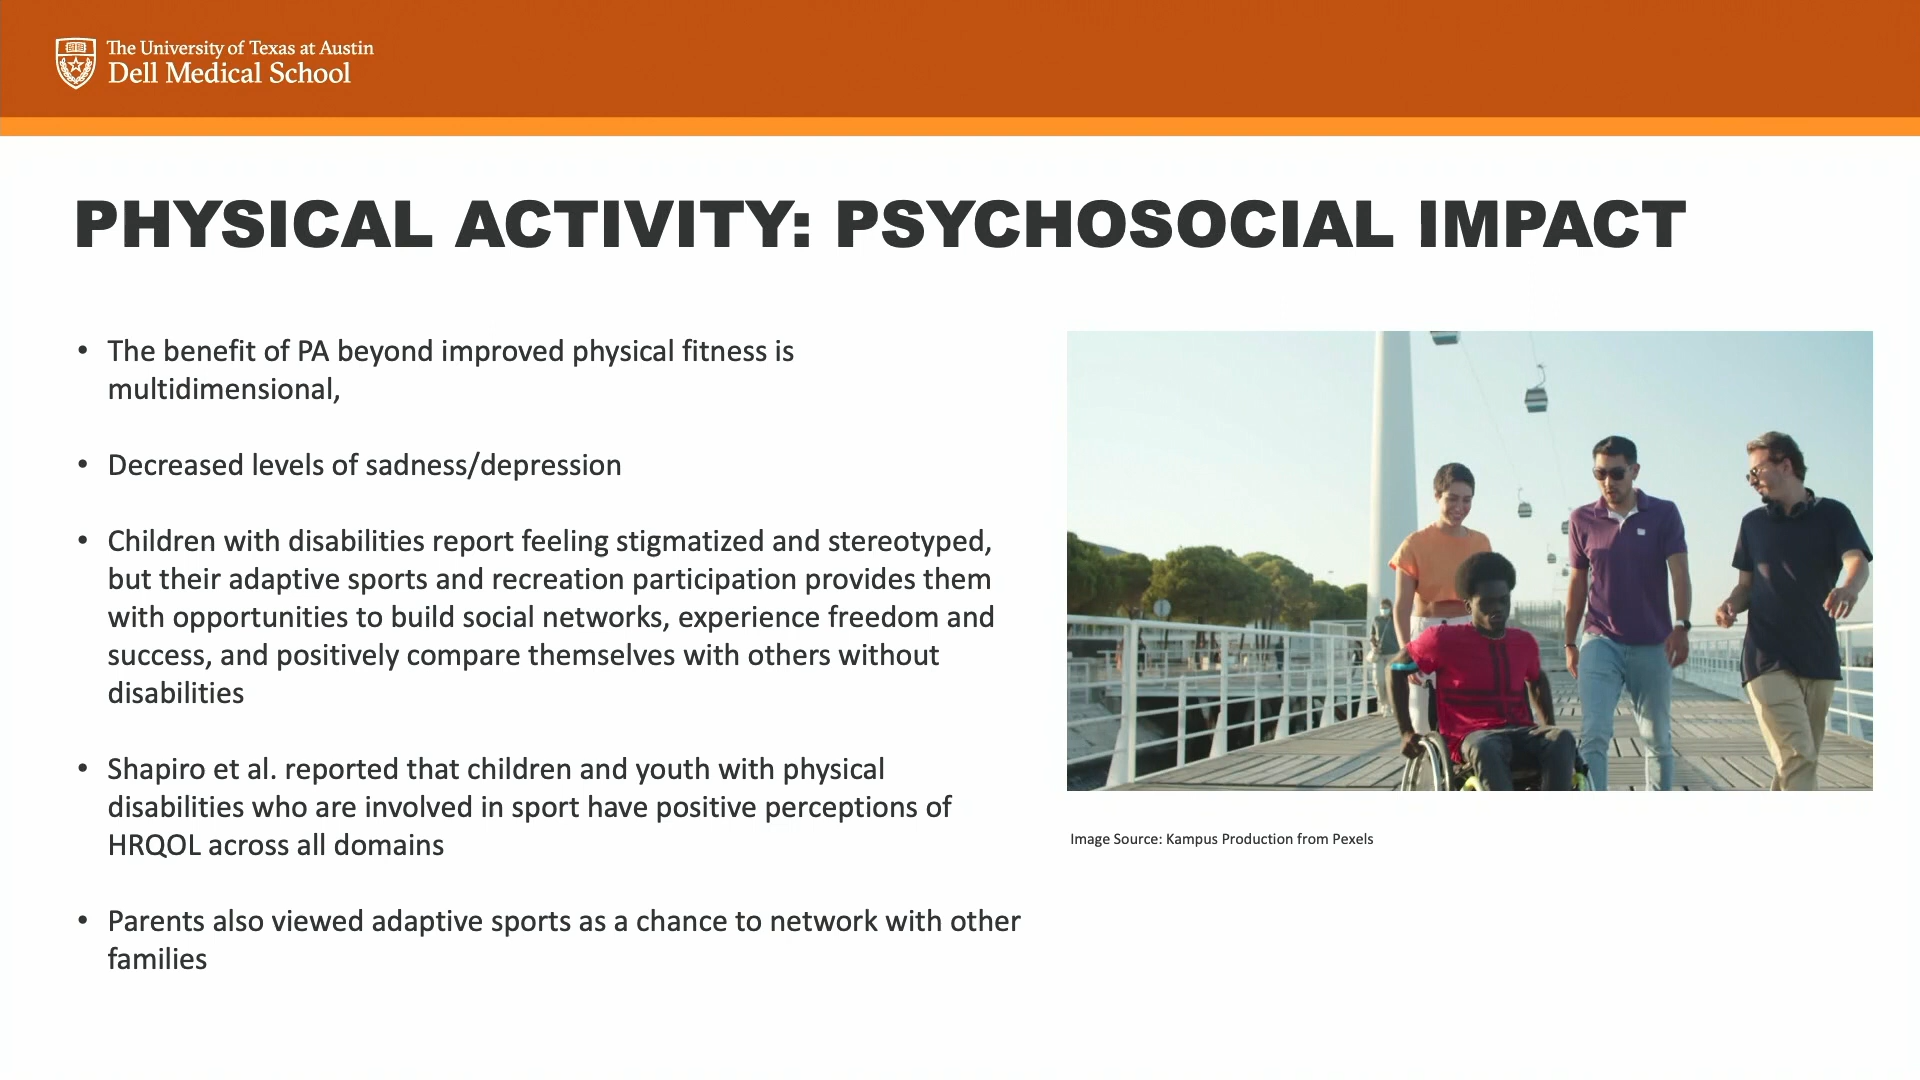 The University of Texas at Austin
Dell Medical School
PHYSICAL ACTIVITY: PSYCHOSOCIAL IMPACT
• The benefit of PA beyond improved physical fitness is
multidimensional,
• Decreased levels of sadness/depression
• Children with disabilities report feeling stigmatized and stereotyped,
but their adaptive sports and recreation participation provides them
with opportunities to build social networks, experience freedom and
success, and positively compare themselves with others without
disabilities
• Shapiro et al. reported that children and youth with physical
disabilities who are involved in sport have positive perceptions of
HRQOL across all domains
• Parents also viewed adaptive sports as a chance to network with other
families
Image Source: Kampus Production from Pexels